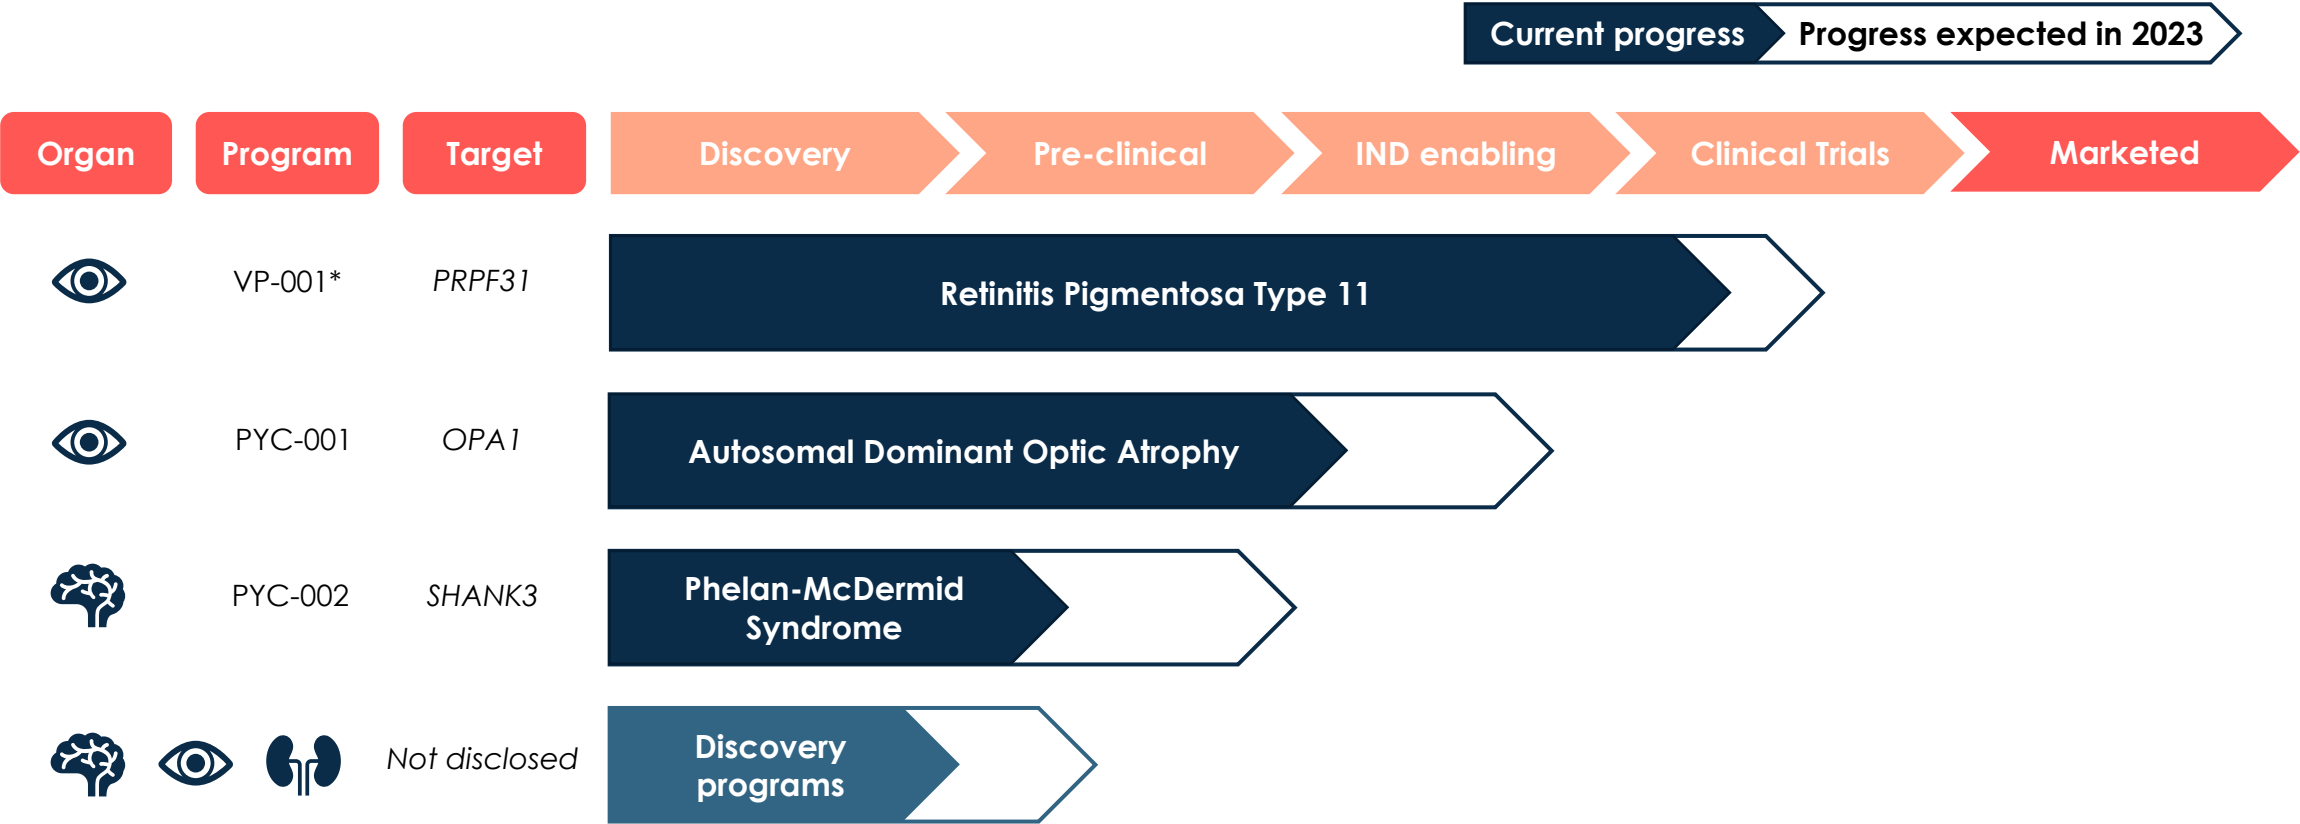 Current progress Progress expected in 2023
Organ Program Target Discovery Pre-clinical IND enabling Clinical Trials Marketed
VP-001* PRPF31 Retinitis Pigmentosa Type 11
PYC-001 OPA1 Autosomal Dominant Optic Atrophy
PYC-002 SHANK3 Phelan-McDermid
Syndrome
Not disclosed Discovery
programs